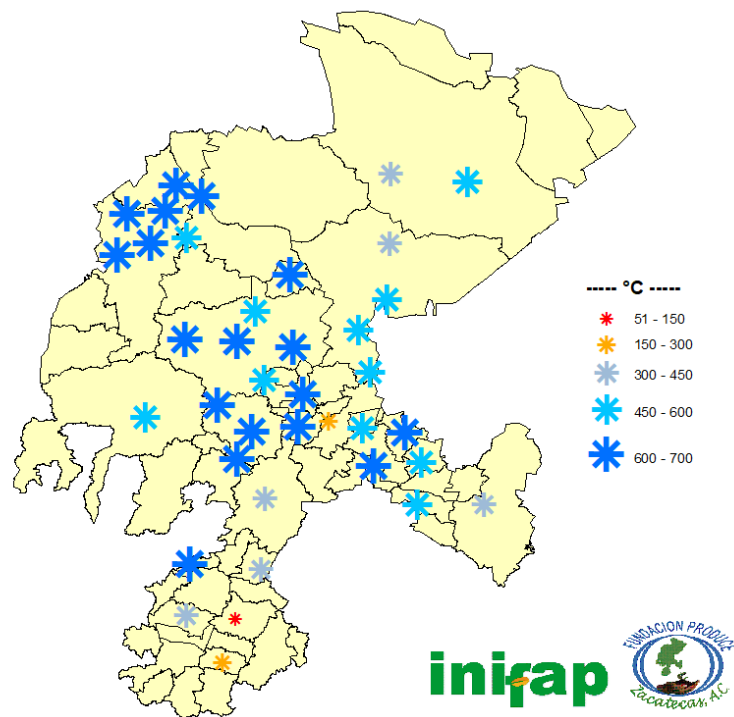 ----- °C -----
51 - 150
150 - 300
300 - 450
450 - 600
600 - 700
inifap
FUNDACION PRODUCE
Zacatecas, A.C.